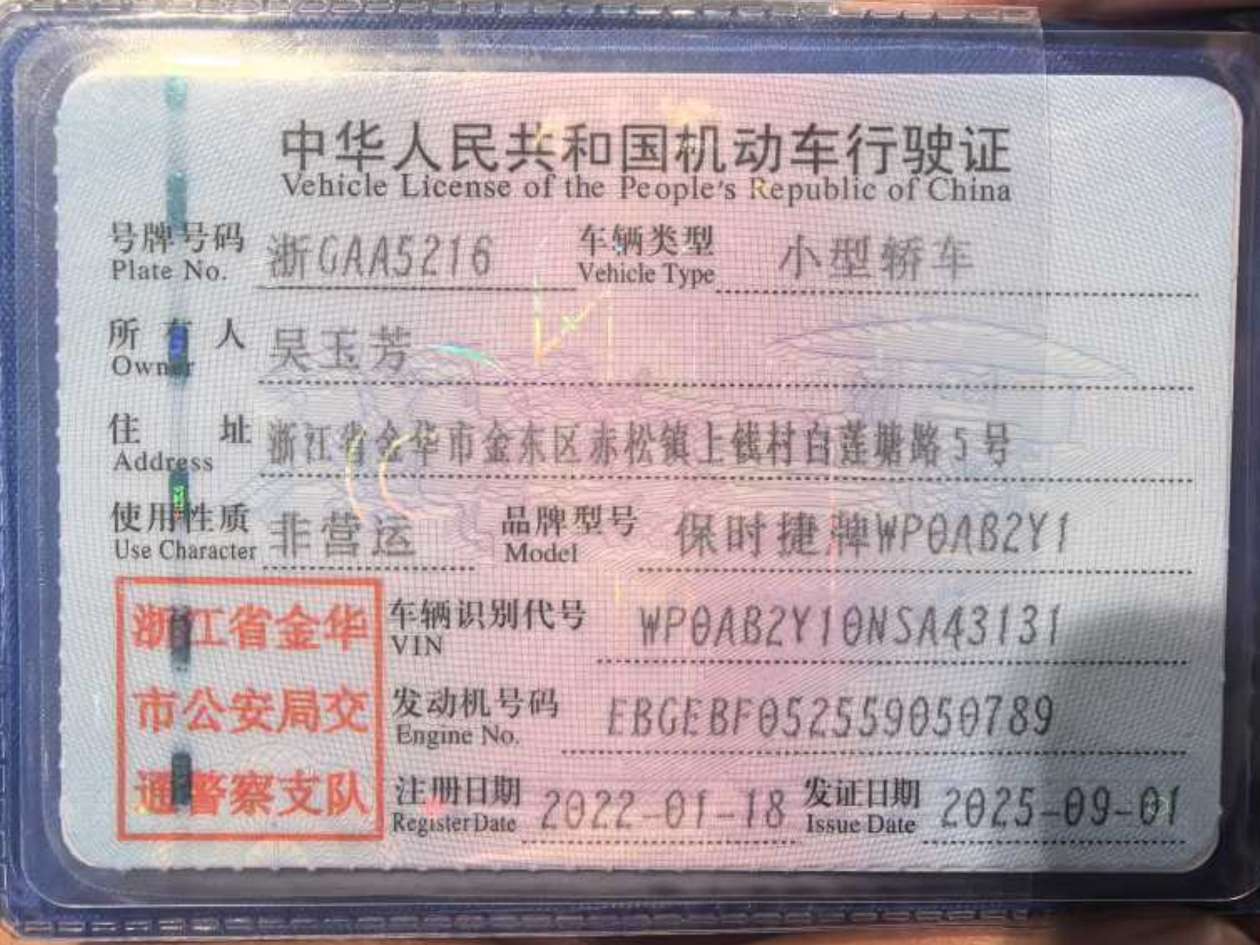 中华人民共和国机动车行驶证
Vehicle License of the People's Republic of China
号牌号码 浙GAA5216 车辆类型 小型轿车
Plate No. Vehicle Type
所有人 吴玉芳
Owner
住址 浙江省金华市金东区赤松镇上钱村白莲塘路5号
Address
使用性质 非营运 品牌型号 保时捷牌WP0AB2Y1
Use Character Model
浙江省金华 车辆识别代号 WP0AB2Y10NSA43131
VIN
市公安局交 发动机号码 EBGEBF052559050789
Engine No.
通警察支队 注册日期 2022-01-18 发证日期 2025-09-01
Register Date Issue Date